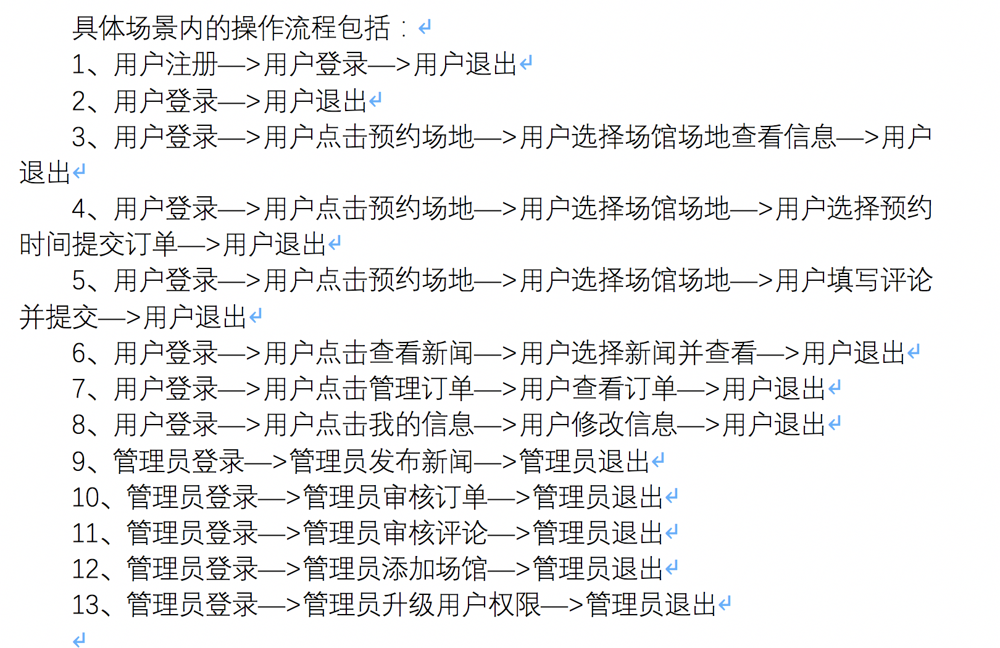 具体场景内的操作流程包括：
1、用户注册—>用户登录—>用户退出
2、用户登录—>用户退出
3、用户登录—>用户点击预约场地—>用户选择场馆场地查看信息—>用户
退出
4、用户登录—>用户点击预约场地—>用户选择场馆场地—>用户选择预约
时间提交订单—>用户退出
5、用户登录—>用户点击预约场地—>用户选择场馆场地—>用户填写评论
并提交—>用户退出
6、用户登录—>用户点击查看新闻—>用户选择新闻并查看—>用户退出
7、用户登录—>用户点击管理订单—>用户查看订单—>用户退出
8、用户登录—>用户点击我的信息—>用户修改信息—>用户退出
9、管理员登录—>管理员发布新闻—>管理员退出
10、管理员登录—>管理员审核订单—>管理员退出
11、管理员登录—>管理员审核评论—>管理员退出
12、管理员登录—>管理员添加场馆—>管理员退出
13、管理员登录—>管理员升级用户权限—>管理员退出